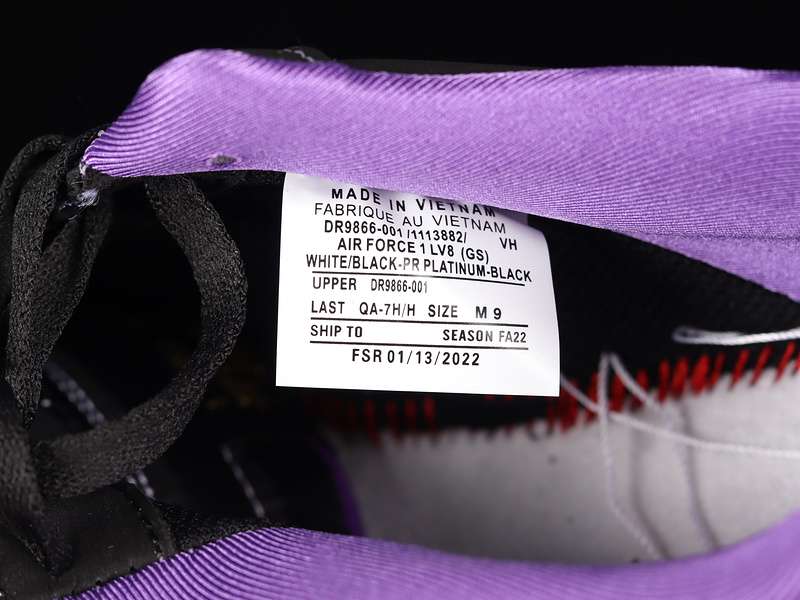 MADE IN VIETNAM
FABRIQUE AU VIETNAM
DR9866-001 /1113882/ VH
AIR FORCE 1 LV8 (GS)
WHITE/BLACK-PR PLATINUM-BLACK
UPPER DR9866-001
LAST QA-7H/H SIZE M 9
SHIP TO SEASON FA22
FSR 01/13/2022